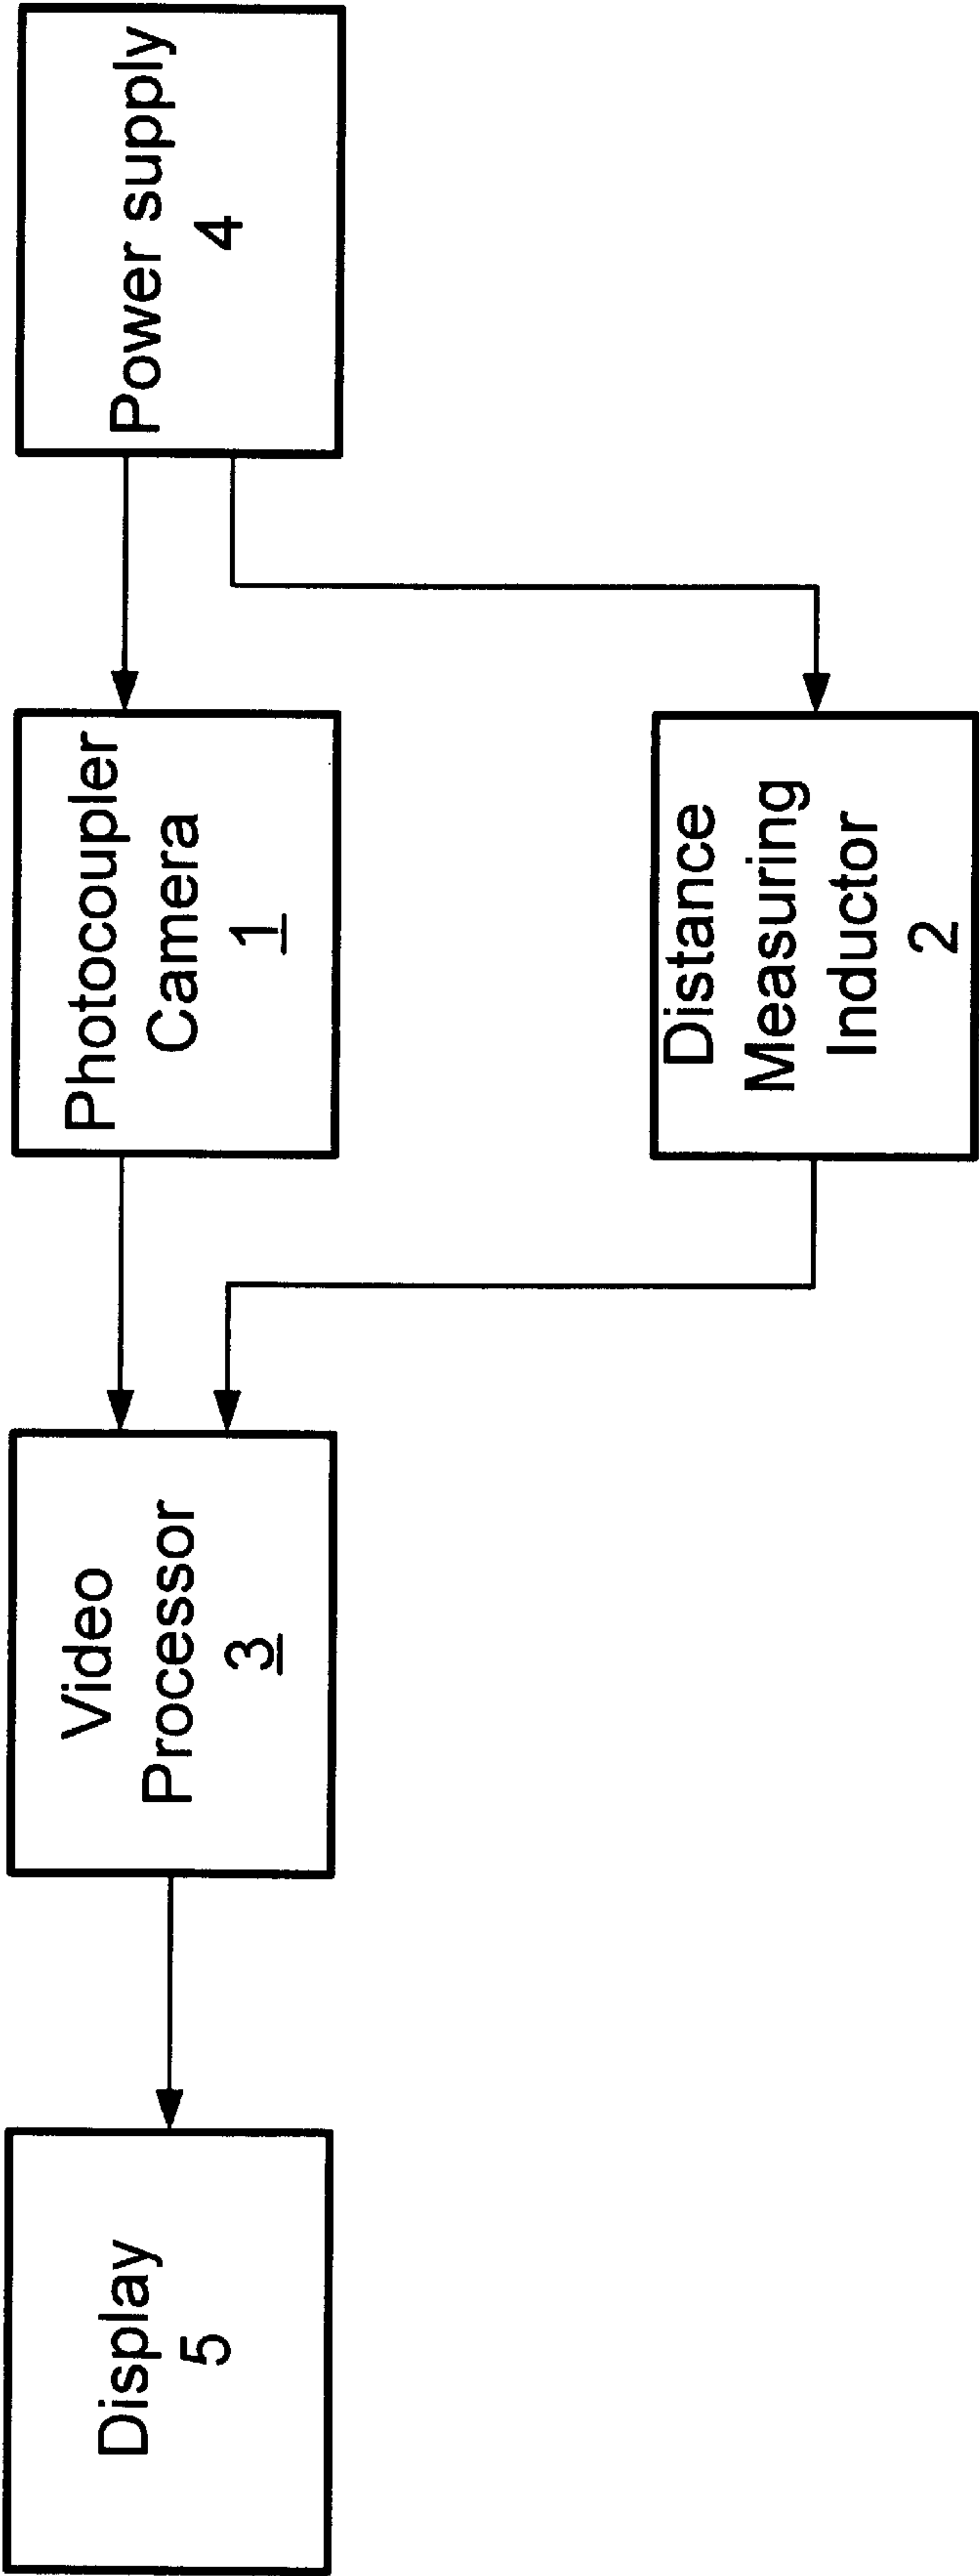 Display
5
Video
Processor
3
Photocoupler
Camera
1
Power supply
4
Distance
Measuring
Inductor
2